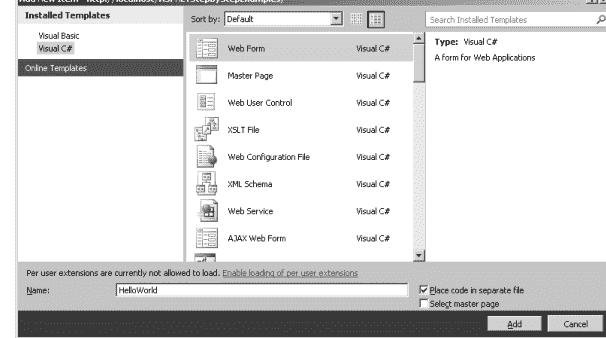 Installed Templates
Visual Basic
Visual C#
Online Templates
Sort by: Default
Search Installed Templates
Web Form Visual C#
Master Page Visual C#
Web User Control Visual C#
XSLT File Visual C#
Web Configuration File Visual C#
XML Schema Visual C#
Web Service Visual C#
AJAX Web Form Visual C#
Type: Visual C#
A form for Web Applications
Per user extensions are currently not allowed to load. Enable loading of per user extensions
Name: HelloWorld
Place code in separate file
Select master page
Add Cancel